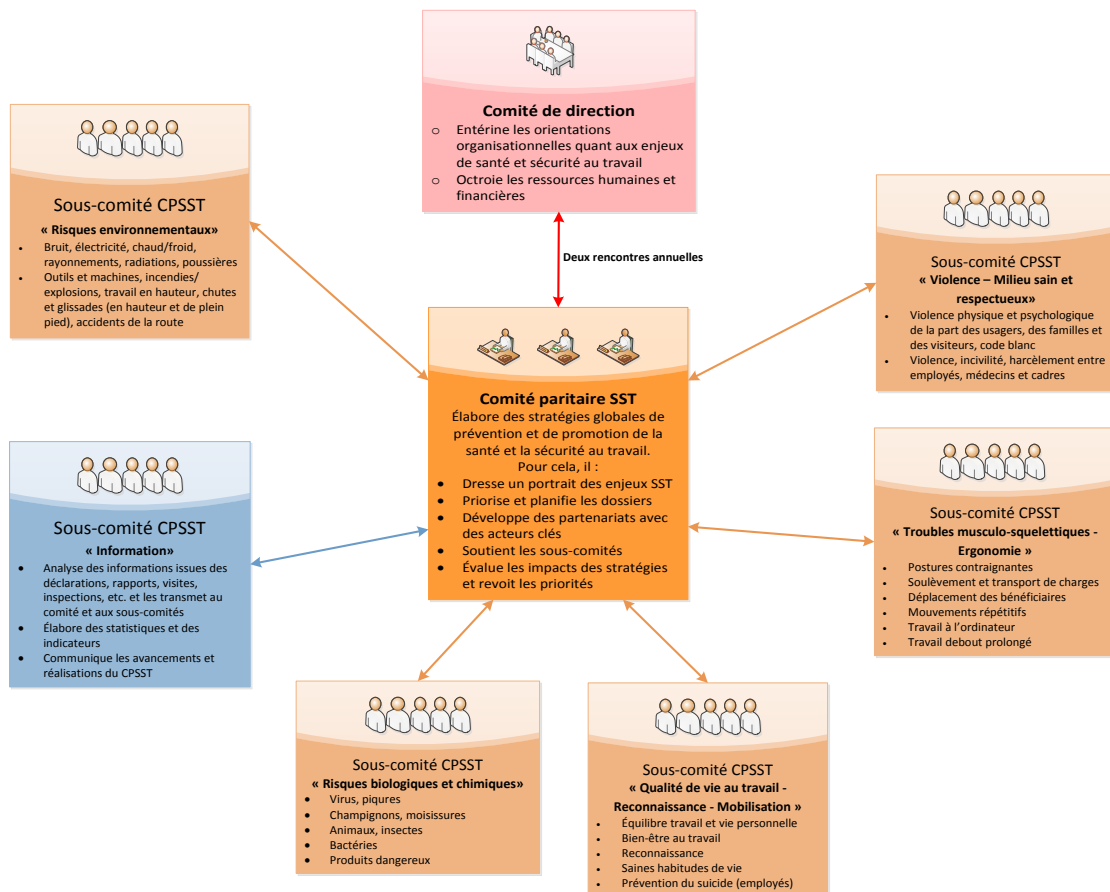 Comité de direction
o Entérine les orientations
organisationnelles quant aux enjeux
de santé et sécurité au travail
o Octroie les ressources humaines et
financières
Deux rencontres annuelles
Sous-comité CPSST
« Risques environnementaux»
• Bruit, électricité, chaud/froid,
rayonnements, radiations, poussières
• Outils et machines, incendies/
explosions, travail en hauteur, chutes
et glissades (en hauteur et de plein
pied), accidents de la route
Sous-comité CPSST
« Violence – Milieu sain et
respectueux»
• Violence physique et psychologique
de la part des usagers, des familles et
des visiteurs, code blanc
• Violence, incivilité, harcèlement entre
employés, médecins et cadres
Comité paritaire SST
Élabore des stratégies globales de
prévention et de promotion de la
santé et la sécurité au travail.
Pour cela, il :
• Dresse un portrait des enjeux SST
• Priorise et planifie les dossiers
• Développe des partenariats avec
des acteurs clés
• Soutient les sous-comités
• Évalue les impacts des stratégies
et revoit les priorités
Sous-comité CPSST
« Information»
• Analyse des informations issues des
déclarations, rapports, visites,
inspections, etc. et les transmet au
comité et aux sous-comités
• Élabore des statistiques et des
indicateurs
• Communique les avancements et
réalisations du CPSST
Sous-comité CPSST
« Troubles musculo-squelettiques -
Ergonomie »
• Postures contraignantes
• Soulèvement et transport de charges
• Déplacement des bénéficiaires
• Mouvements répétitifs
• Travail à l’ordinateur
• Travail debout prolongé
Sous-comité CPSST
« Risques biologiques et chimiques»
• Virus, piqures
• Champignons, moisissures
• Animaux, insectes
• Bactéries
• Produits dangereux
Sous-comité CPSST
« Qualité de vie au travail -
Reconnaissance - Mobilisation »
• Équilibre travail et vie personnelle
• Bien-être au travail
• Reconnaissance
• Saines habitudes de vie
• Prévention du suicide (employés)